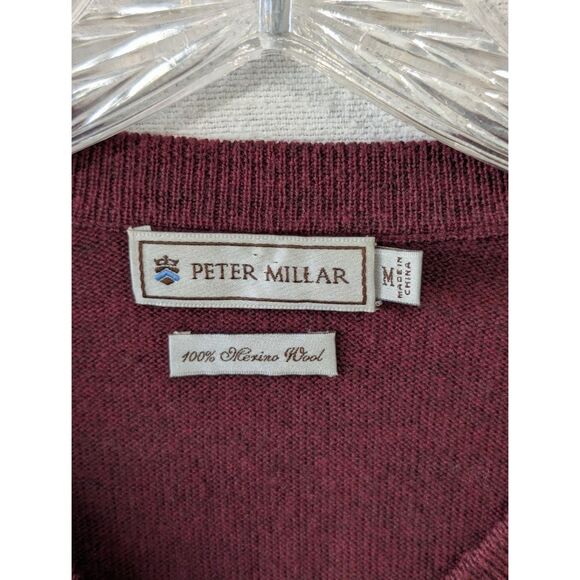 PETER MILLAR
M
MADE IN
CHINA
100% Merino Wool